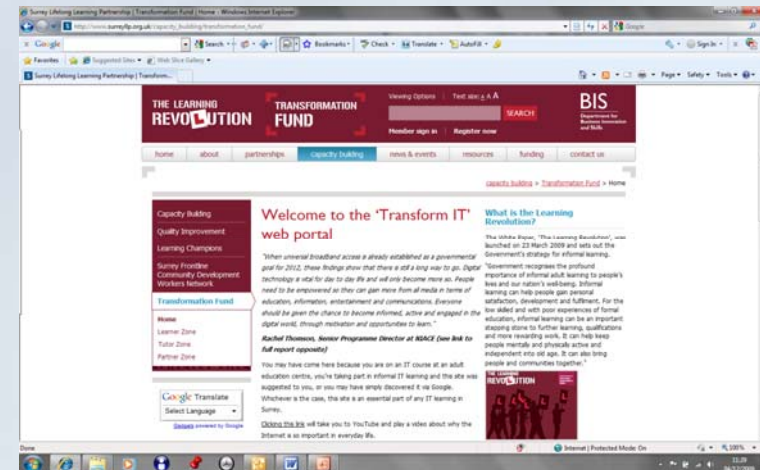 Surrey Lifelong Learning Partnership | Transformation Fund | Home - Windows Internet Explorer
http://www.surreyllp.org.uk/capacity_building/transformation_fund/
Google
x Google
Search
Bookmarks
Check
Translate
AutoFill
Sign In
Favorites
Suggested Sites
Web Slice Gallery
Surrey Lifelong Learning Partnership | Transform...
Page
Safety
Tools
THE LEARNING
REVOLUTION
TRANSFORMATION
FUND
Viewing Options | Text size: A A A
SEARCH
Member sign in | Register now
BIS
Department for
Business Innovation
and Skills
home about partnerships capacity building news & events resources funding contact us
capacity building > Transformation Fund > Home
Capacity Building
Quality Improvement
Learning Champions
Surrey Frontline
Community Development
Workers Network
Transformation Fund
Home
Learner Zone
Tutor Zone
Partner Zone
Google Translate
Select Language
Gadgets powered by Google
Welcome to the 'Transform IT'
web portal
"When universal broadband access is already established as a governmental
goal for 2012, these findings show that there is still a long way to go. Digital
technology is vital for day to day life and will only become more so. People
need to be empowered so they can gain more from all media in terms of
education, information, entertainment and communications. Everyone
should be given the chance to become informed, active and engaged in the
digital world, through motivation and opportunities to learn."
Rachel Thomson, Senior Programme Director at NIACE (see link to
full report opposite)
You may have come here because you are on an IT course at an adult
education centre, you're taking part in informal IT learning and this site was
suggested to you, or you may have simply discovered it via Google.
Whichever is the case, this site is an essential part of any IT learning in
Surrey.
Clicking this link will take you to YouTube and play a video about why the
Internet is so important in everyday life.
What is the Learning
Revolution?
The White Paper, 'The Learning Revolution', was
launched on 23 March 2009 and sets out the
Government's strategy for informal learning.
"Government recognises the profound
importance of informal adult learning to people's
lives and our nation's well-being. Informal
learning can help people gain personal
satisfaction, development and fulfilment. For the
low skilled and with poor experiences of formal
education, informal learning can be an important
stepping stone to further learning, qualifications
and more rewarding work. It can help keep
people mentally and physically active and
independent into old age. It can also bring
people and communities together."
REVOLUTION
Done
Internet | Protected Mode: On
100%
11:29